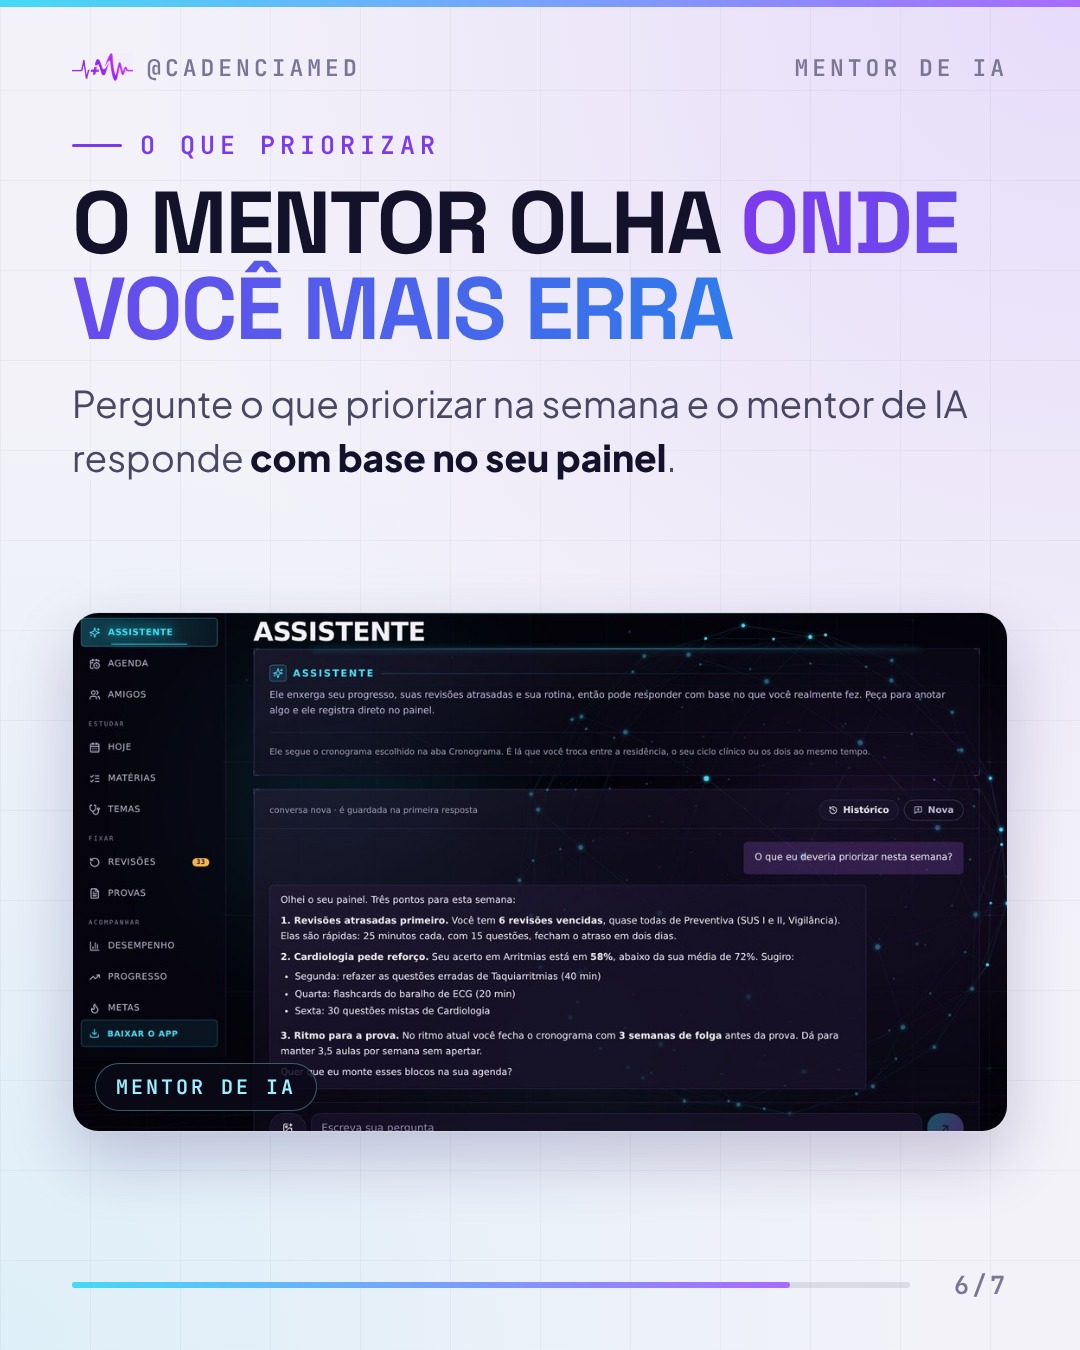 @CADENCIAMED
MENTOR DE IA
O QUE PRIORIZAR
O MENTOR OLHA ONDE
VOCÊ MAIS ERRA
Pergunte o que priorizar na semana e o mentor de IA
responde com base no seu painel.
ASSISTENTE
AGENDA
AMIGOS
ESTUDAR
HOJE
MATÉRIAS
TEMAS
FIXAR
REVISÕES 33
PROVAS
ACOMPANHAR
DESEMPENHO
PROGRESSO
METAS
BAIXAR O APP
MENTOR DE IA
ASSISTENTE
ASSISTENTE
Ele enxerga seu progresso, suas revisões atrasadas e sua rotina, então pode responder com base no que você realmente fez. Peça para anotar
algo e ele registra direto no painel.
Ele segue o cronograma escolhido na aba Cronograma. É lá que você troca entre a residência, o seu ciclo clínico ou os dois ao mesmo tempo.
conversa nova · é guardada na primeira resposta
Histórico
Nova
O que eu deveria priorizar nesta semana?
Olhei o seu painel. Três pontos para esta semana:
1. Revisões atrasadas primeiro. Você tem 6 revisões vencidas, quase todas de Preventiva (SUS I e II, Vigilância).
Elas são rápidas: 25 minutos cada, com 15 questões, fecham o atraso em dois dias.
2. Cardiologia pede reforço. Seu acerto em Arritmias está em 58%, abaixo da sua média de 72%. Sugiro:
• Segunda: refazer as questões erradas de Taquiarritmias (40 min)
• Quarta: flashcards do baralho de ECG (20 min)
• Sexta: 30 questões mistas de Cardiologia
3. Ritmo para a prova. No ritmo atual você fecha o cronograma com 3 semanas de folga antes da prova. Dá para
manter 3,5 aulas por semana sem apertar.
Quer que eu monte esses blocos na sua agenda?
Escreva sua pergunta
6/7